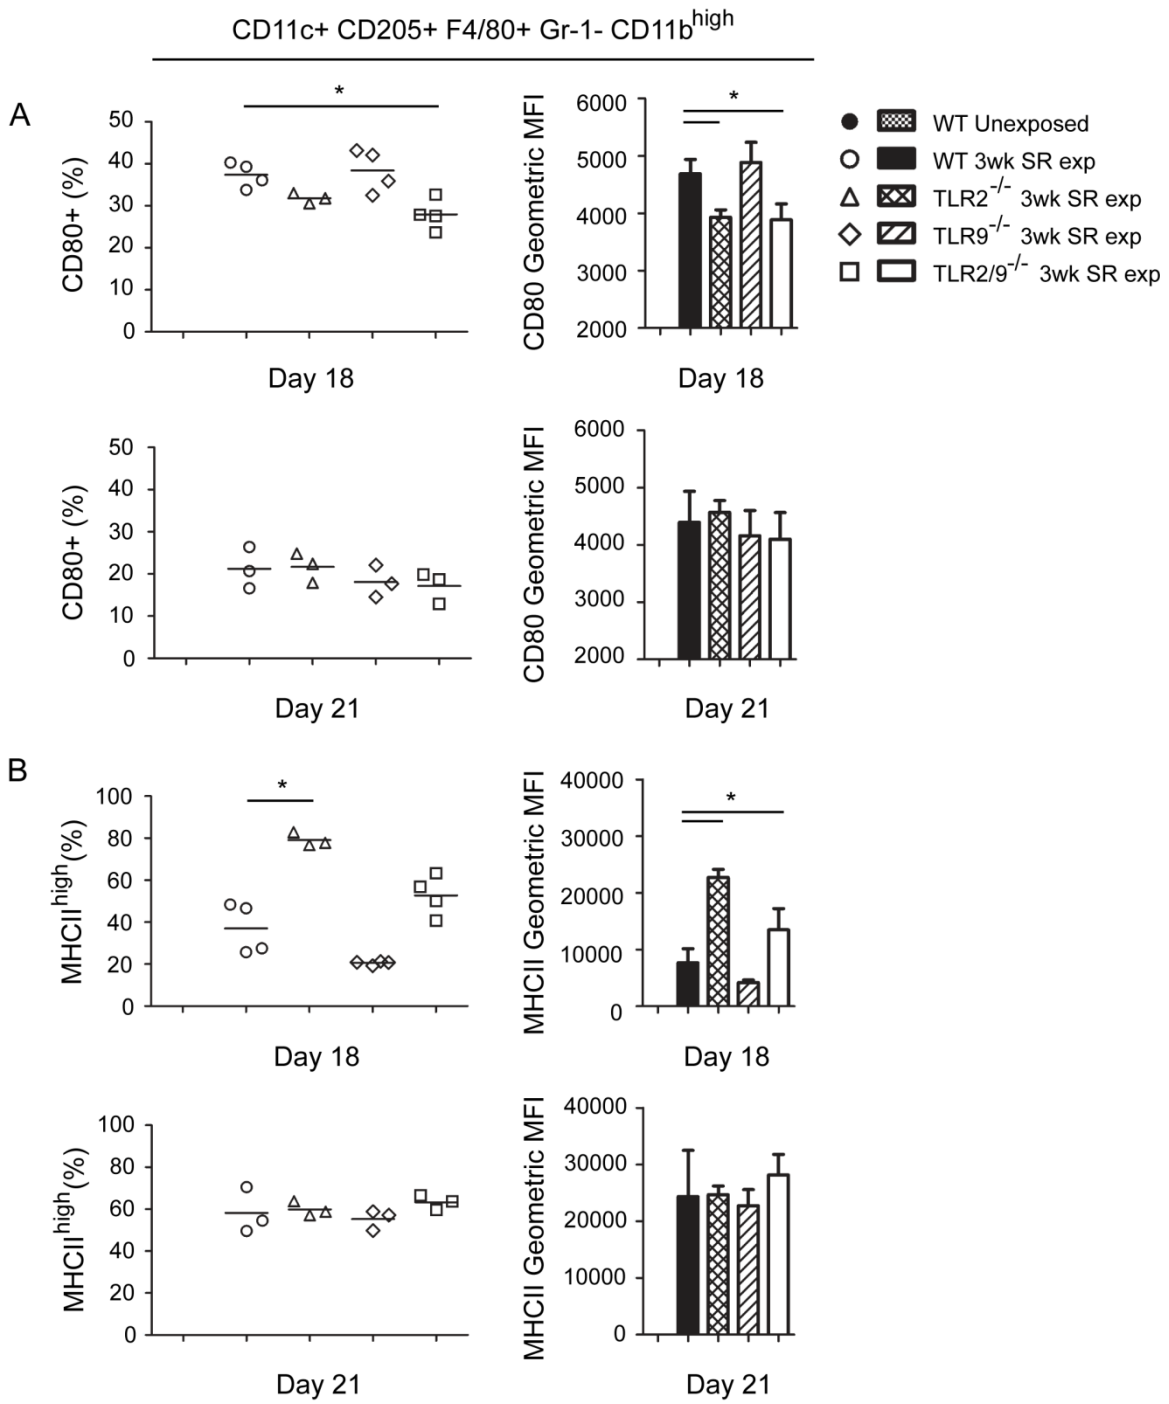 CD11c+ CD205+ F4/80+ Gr-1- CD11b^high
A
*
CD80+ (%)
50
40
30
20
10
0
Day 18
*
CD80 Geometric MFI
6000
5000
4000
3000
2000
Day 18
WT Unexposed
WT 3wk SR exp
TLR2^-/- 3wk SR exp
TLR9^-/- 3wk SR exp
TLR2/9^-/- 3wk SR exp
CD80+ (%)
50
40
30
20
10
0
Day 21
CD80 Geometric MFI
6000
5000
4000
3000
2000
Day 21
B
*
MHCII^high(%)
100
80
60
40
20
0
Day 18
*
MHCII Geometric MFI
40000
30000
20000
10000
0
Day 18
MHCII^high(%)
100
80
60
40
20
0
Day 21
MHCII Geometric MFI
40000
30000
20000
10000
0
Day 21